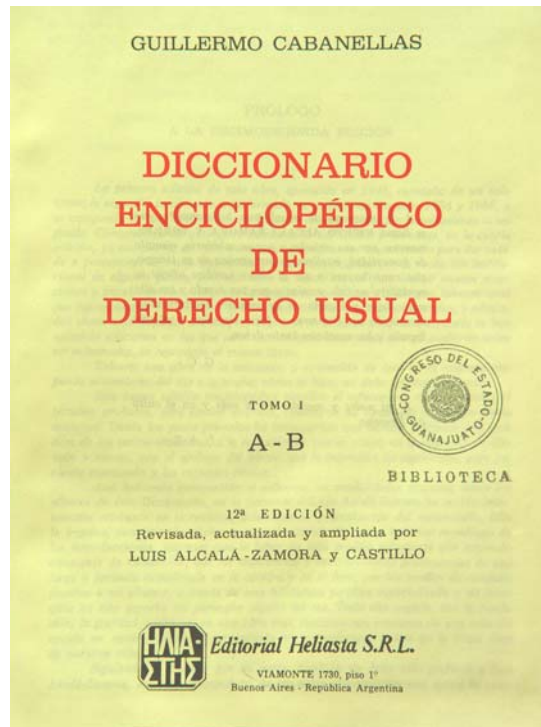 GUILLERMO CABANELLAS
DICCIONARIO
ENCICLOPÉDICO
DE
DERECHO USUAL
TOMO I
A - B
CONGRESO DEL ESTADO
GUANAJUATO
BIBLIOTECA
12ª EDICIÓN
Revisada, actualizada y ampliada por
LUIS ALCALÁ-ZAMORA y CASTILLO
ΗΛΙΑ
ΣΤΗΣ
Editorial Heliasta S.R.L.
VIAMONTE 1730, piso 1º
Buenos Aires - República Argentina